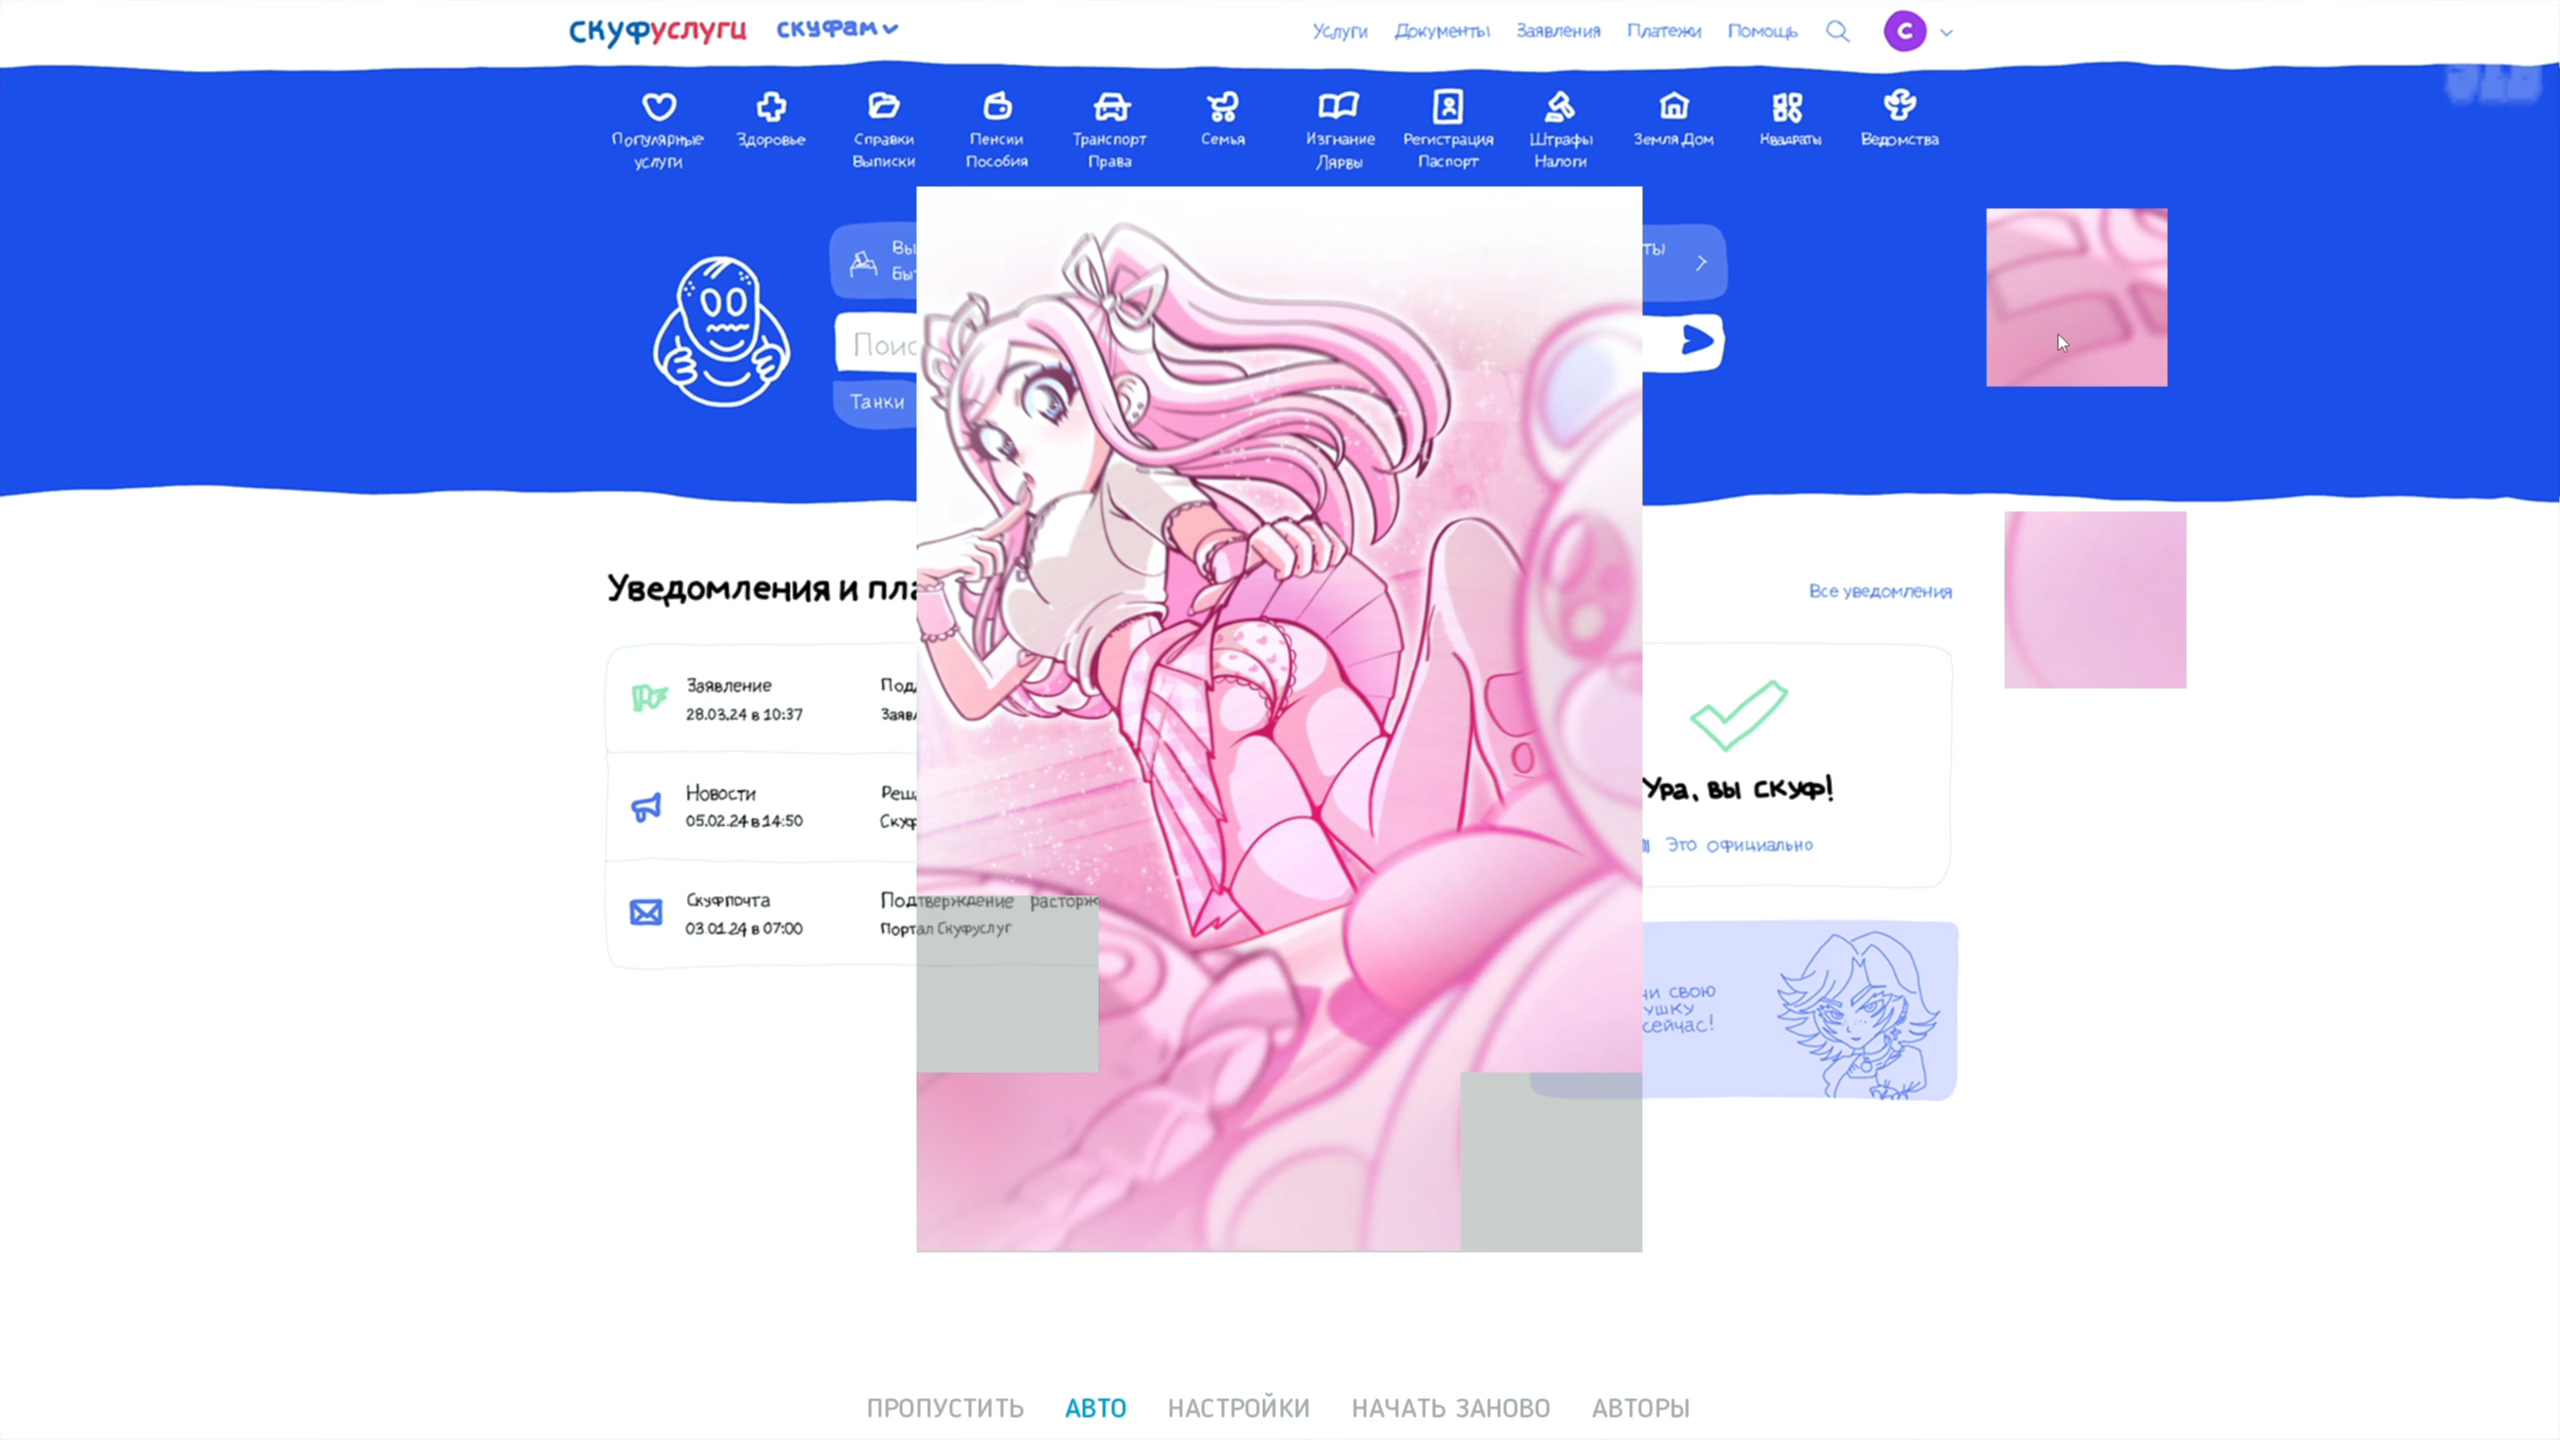 скуфуслуги
скуфам
Услуги Документы Заявления Платежи Помощь С
Популярные услуги
Здоровье
Справки Выписки
Пенсии Пособия
Транспорт Права
Семья
Изгнание Лярвы
Регистрация Паспорт
Штрафы Налоги
Земля Дом
Квадраты
Ведомства
Танки
Уведомления и
Все уведомления
Заявление
28.03.24 в 10:37
Новости
05.02.24 в 14:50
Скуфпочта
03.01.24 в 07:00
Подтверждение расторж
Портал Скуфуслуг
Ура, вы скуф!
Это официально
свою
сейчас!
ПРОПУСТИТЬ АВТО НАСТРОЙКИ НАЧАТЬ ЗАНОВО АВТОРЫ